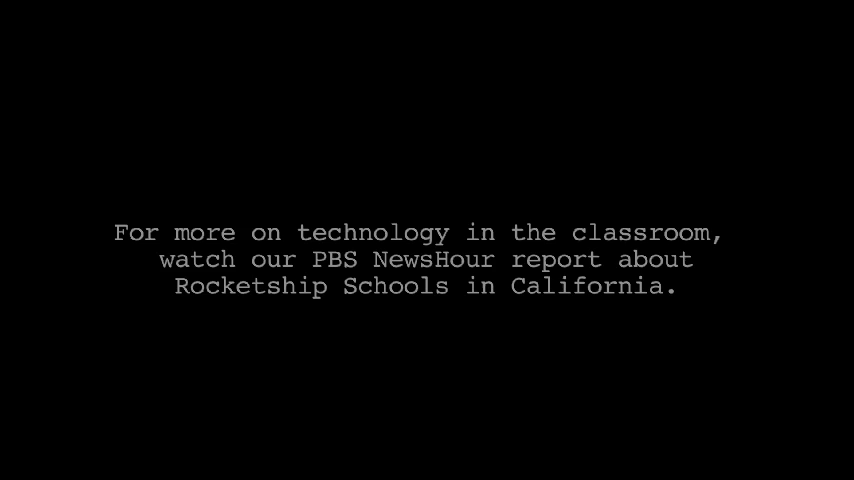 For more on technology in the classroom,
watch our PBS NewsHour report about
Rocketship Schools in California.